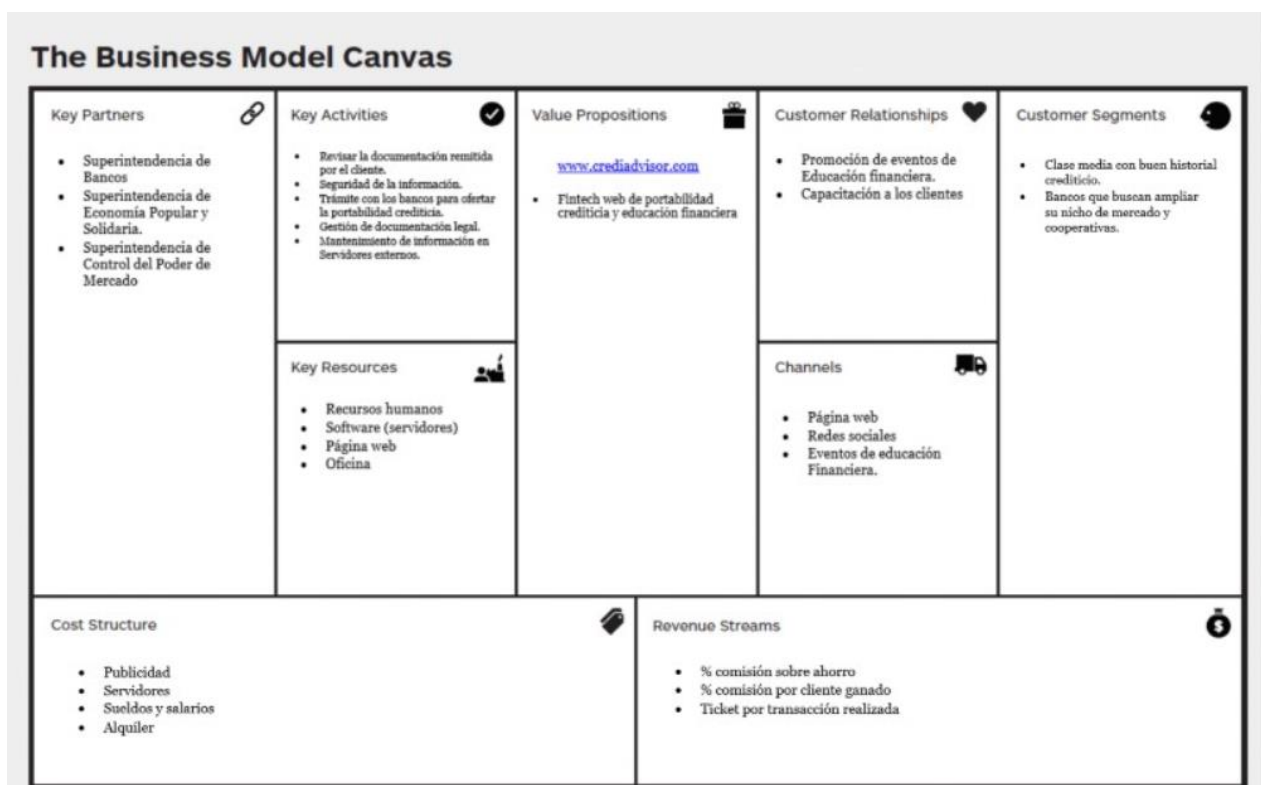 The Business Model Canvas
Key Partners
• Superintendencia de
Bancos
• Superintendencia de
Economía Popular y
Solidaria.
• Superintendencia de
Control del Poder de
Mercado
Key Activities
• Revisar la documentación remitida
por el cliente.
• Seguridad de la información.
• Trámite con los bancos para ofertar
la portabilidad crediticia.
• Gestión de documentación legal.
• Mantenimiento de información en
Servidores externos.
Key Resources
• Recursos humanos
• Software (servidores)
• Página web
• Oficina
Value Propositions
www.crediadvisor.com
• Fintech web de portabilidad
crediticia y educación financiera
Customer Relationships
• Promoción de eventos de
Educación financiera.
• Capacitación a los clientes
Channels
• Página web
• Redes sociales
• Eventos de educación
Financiera.
Customer Segments
• Clase media con buen historial
crediticio.
• Bancos que buscan ampliar
su nicho de mercado y
cooperativas.
Cost Structure
• Publicidad
• Servidores
• Sueldos y salarios
• Alquiler
Revenue Streams
$
• % comisión sobre ahorro
• % comisión por cliente ganado
• Ticket por transacción realizada